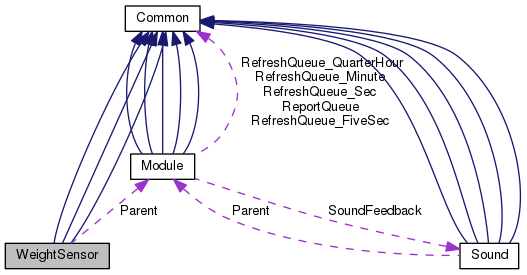 Common
RefreshQueue_QuarterHour
RefreshQueue_Minute
RefreshQueue_Sec
ReportQueue
RefreshQueue_FiveSec
Module
Parent
Parent
SoundFeedback
WeightSensor
Sound